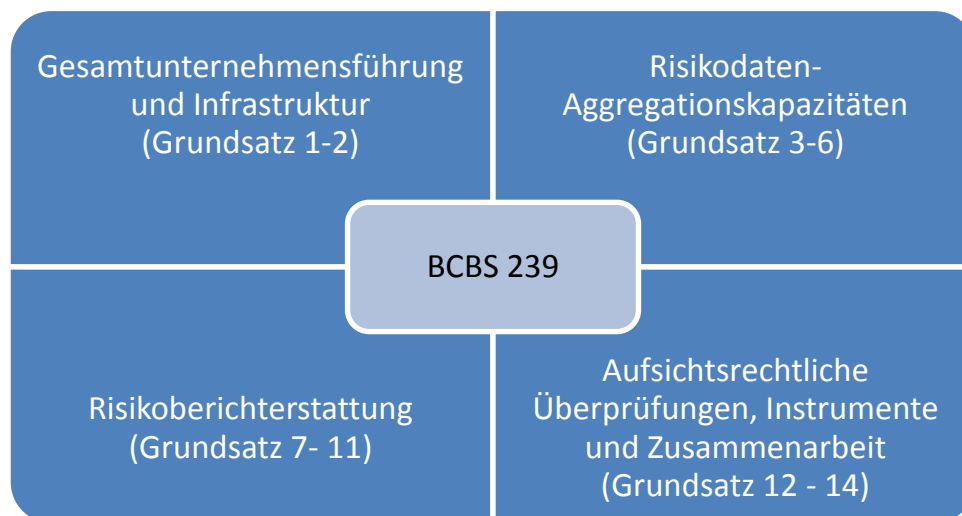 Gesamtunternehmensführung
und Infrastruktur
(Grundsatz 1-2)
Risikodaten-
Aggregationskapazitäten
(Grundsatz 3-6)
BCBS 239
Risikoberichterstattung
(Grundsatz 7- 11)
Aufsichtsrechtliche
Überprüfungen, Instrumente
und Zusammenarbeit
(Grundsatz 12 - 14)